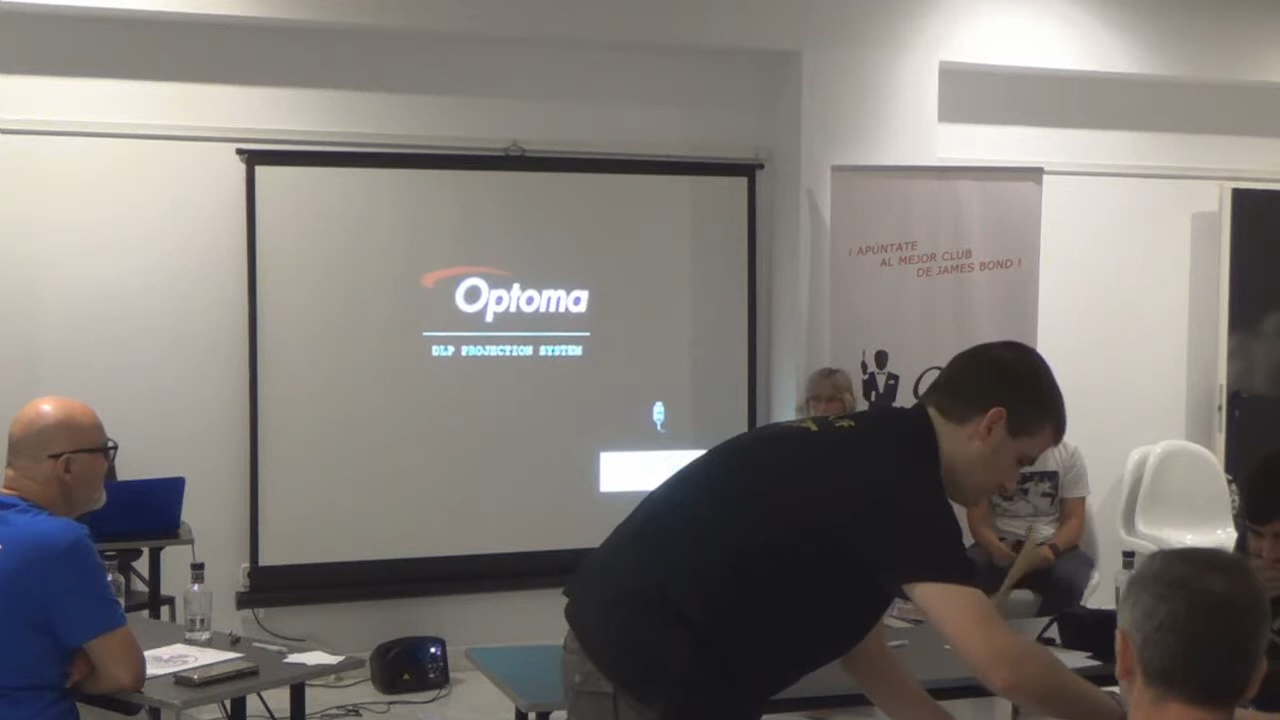 Optoma
DLP PROJECTION SYSTEM
¡ APÚNTATE
AL MEJOR CLUB
DE JAMES BOND !